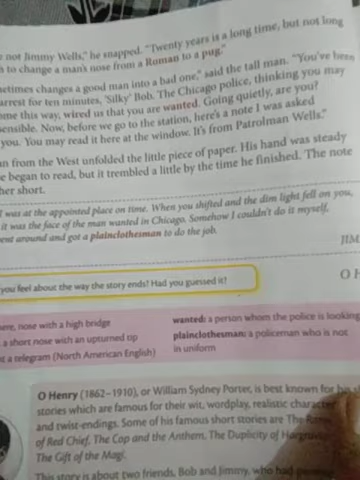 not Jimmy Wells," he snapped. "Twenty years is a long time, but not long
to change a man's nose from a Roman to a pug."
etimes changes a good man into a bad one," said the tall man. "You've been
arrest for ten minutes, 'Silky' Bob. The Chicago police, thinking you may
ome this way, wired us that you are wanted. Going quietly, are you?
ensible. Now, before we go to the station, here's a note I was asked
you. You may read it here at the window. It's from Patrolman Wells."
n from the West unfolded the little piece of paper. His hand was steady
e began to read, but it trembled a little by the time he finished. The note
her short.
I was at the appointed place on time. When you shifted and the dim light fell on you,
it was the face of the man wanted in Chicago. Somehow I couldn't do it myself,
ent around and got a plainclothesman to do the job.
JIM
O H
you feel about the way the story ends? Had you guessed it?
ere, nose with a high bridge
a short nose with an upturned tip
t a telegram (North American English)
wanted: a person whom the police is looking
plainclothesman: a policeman who is not
in uniform
O Henry (1862–1910), or William Sydney Porter, is best known for his
stories which are famous for their wit, wordplay, realistic character
and twist-endings. Some of his famous short stories are The
of Red Chief, The Cop and the Anthem, The Duplicity of
The Gift of the Magi.
This story is about two friends, Bob and Jimmy, who had